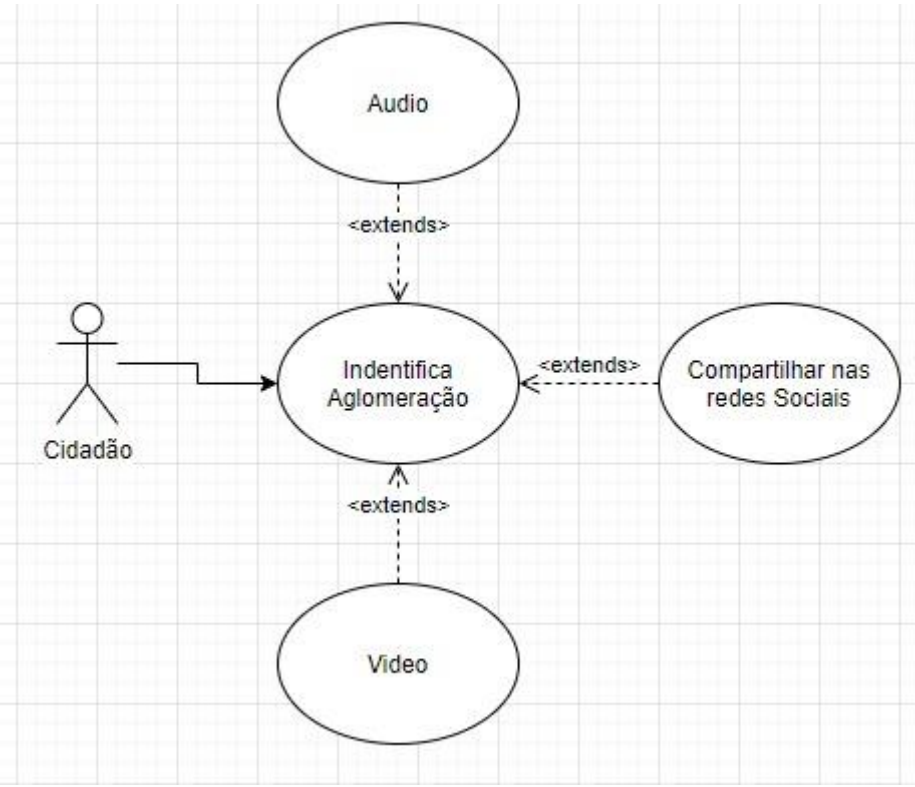 Audio
<extends>
Indentifica
Aglomeração
<extends>
Compartilhar nas
redes Sociais
Cidadão
<extends>
Video